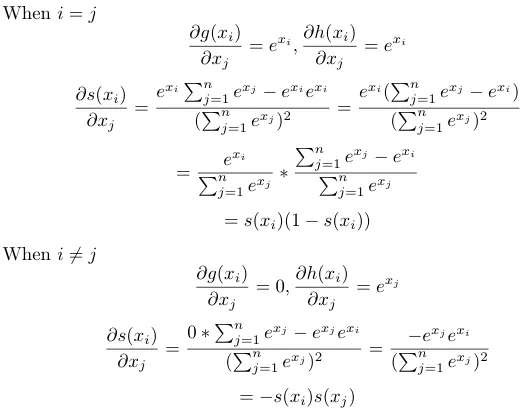 When i = j
∂g(x_i)/∂x_j = e^{x_i}, ∂h(x_i)/∂x_j = e^{x_i}
∂s(x_i)/∂x_j = (e^{x_i} ∑_{j=1}^{n} e^{x_j} − e^{x_i} e^{x_i})/(∑_{j=1}^{n} e^{x_j})^2 = e^{x_i}(∑_{j=1}^{n} e^{x_j} − e^{x_i})/(∑_{j=1}^{n} e^{x_j})^2
= e^{x_i}/∑_{j=1}^{n} e^{x_j} * (∑_{j=1}^{n} e^{x_j} − e^{x_i})/∑_{j=1}^{n} e^{x_j}
= s(x_i)(1 − s(x_i))
When i ≠ j
∂g(x_i)/∂x_j = 0, ∂h(x_i)/∂x_j = e^{x_j}
∂s(x_i)/∂x_j = (0 * ∑_{j=1}^{n} e^{x_j} − e^{x_j} e^{x_i})/(∑_{j=1}^{n} e^{x_j})^2 = −e^{x_j} e^{x_i}/(∑_{j=1}^{n} e^{x_j})^2
= −s(x_i)s(x_j)